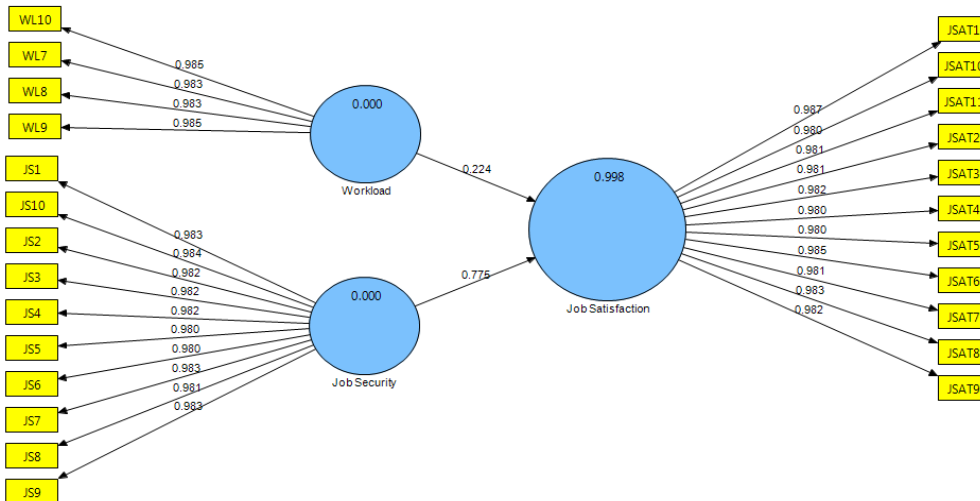 WL10
WL7
WL8
WL9
0.985
0.983
0.983
0.985
0.000
Workload
0.224
JS1
JS10
JS2
JS3
JS4
JS5
JS6
JS7
JS8
JS9
0.983
0.984
0.982
0.982
0.982
0.980
0.980
0.983
0.981
0.983
0.000
Job Security
0.775
0.998
Job Satisfaction
0.987
0.980
0.981
0.981
0.982
0.980
0.980
0.985
0.981
0.983
0.982
JSAT1
JSAT10
JSAT11
JSAT2
JSAT3
JSAT4
JSAT5
JSAT6
JSAT7
JSAT8
JSAT9